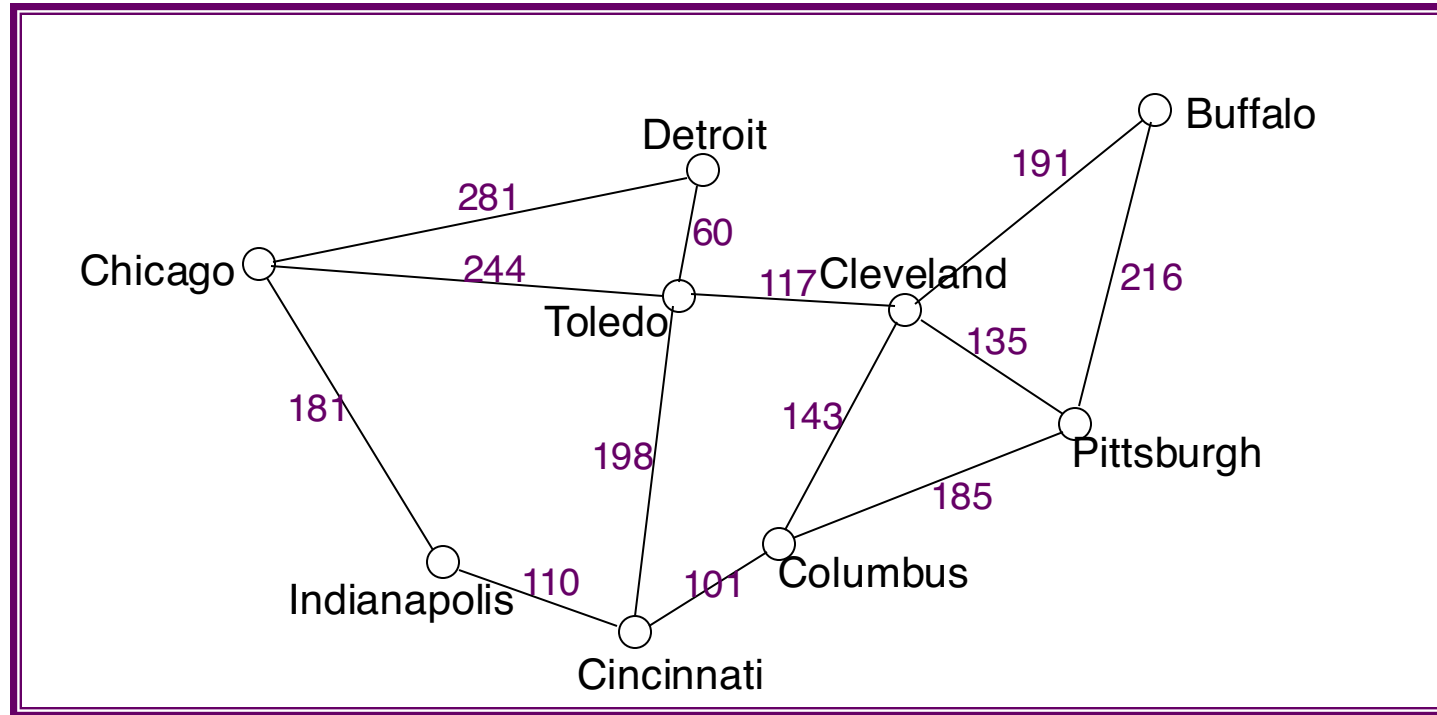 Buffalo
Detroit
191
281
60
Chicago
244
117
Cleveland
216
Toledo
135
181
143
198
Pittsburgh
185
110
101
Columbus
Indianapolis
Cincinnati